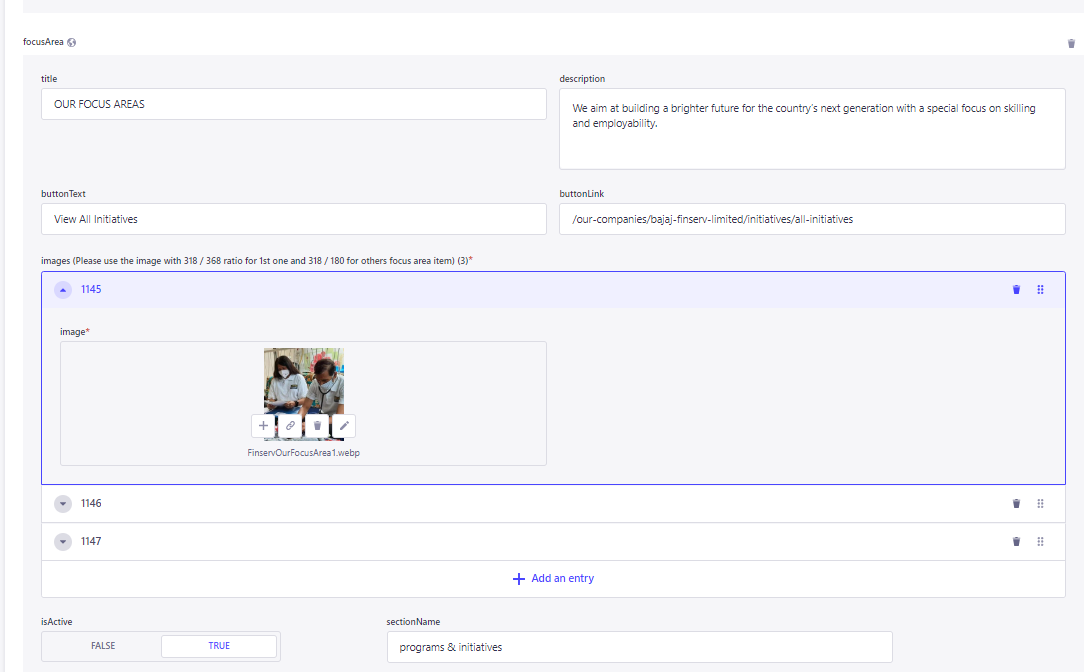 focusArea
title
description
OUR FOCUS AREAS
We aim at building a brighter future for the country's next generation with a special focus on skilling
and employability.
buttonText
buttonLink
View All Initiatives
/our-companies/bajaj-finserv-limited/initiatives/all-initiatives
images (Please use the image with 318 / 368 ratio for 1st one and 318 / 180 for others focus area item) (3)*
1145
image*
FinservOurFocusArea1.webp
1146
1147
Add an entry
isActive
sectionName
FALSE
TRUE
programs & initiatives